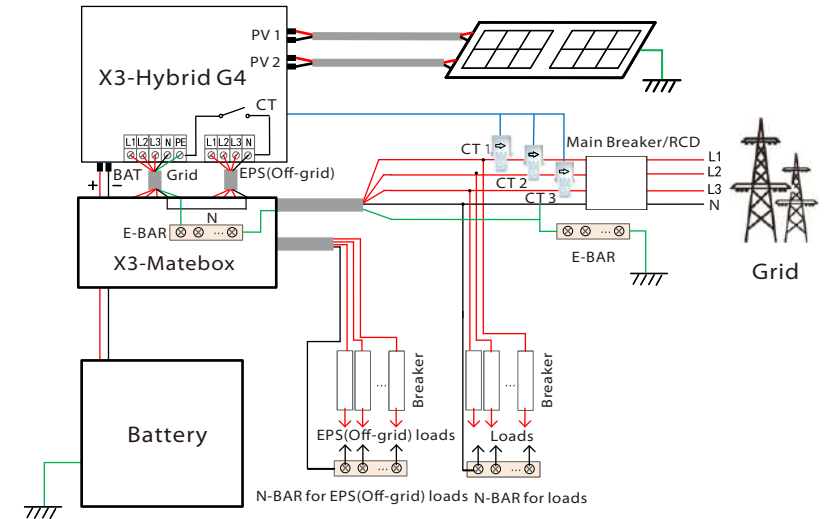 PV 1
PV 2
X3-Hybrid G4
CT
L1 L2 L3 N PE
L1 L2 L3 N
BAT
Grid
EPS(Off-grid)
+
−
CT 1
CT 2
CT 3
Main Breaker/RCD
L1
L2
L3
N
N
E-BAR
...
X3-Matebox
...
E-BAR
Grid
...
Breaker
...
Breaker
Battery
EPS(Off-grid) loads
Loads
...
...
N-BAR for EPS(Off-grid) loads
N-BAR for loads